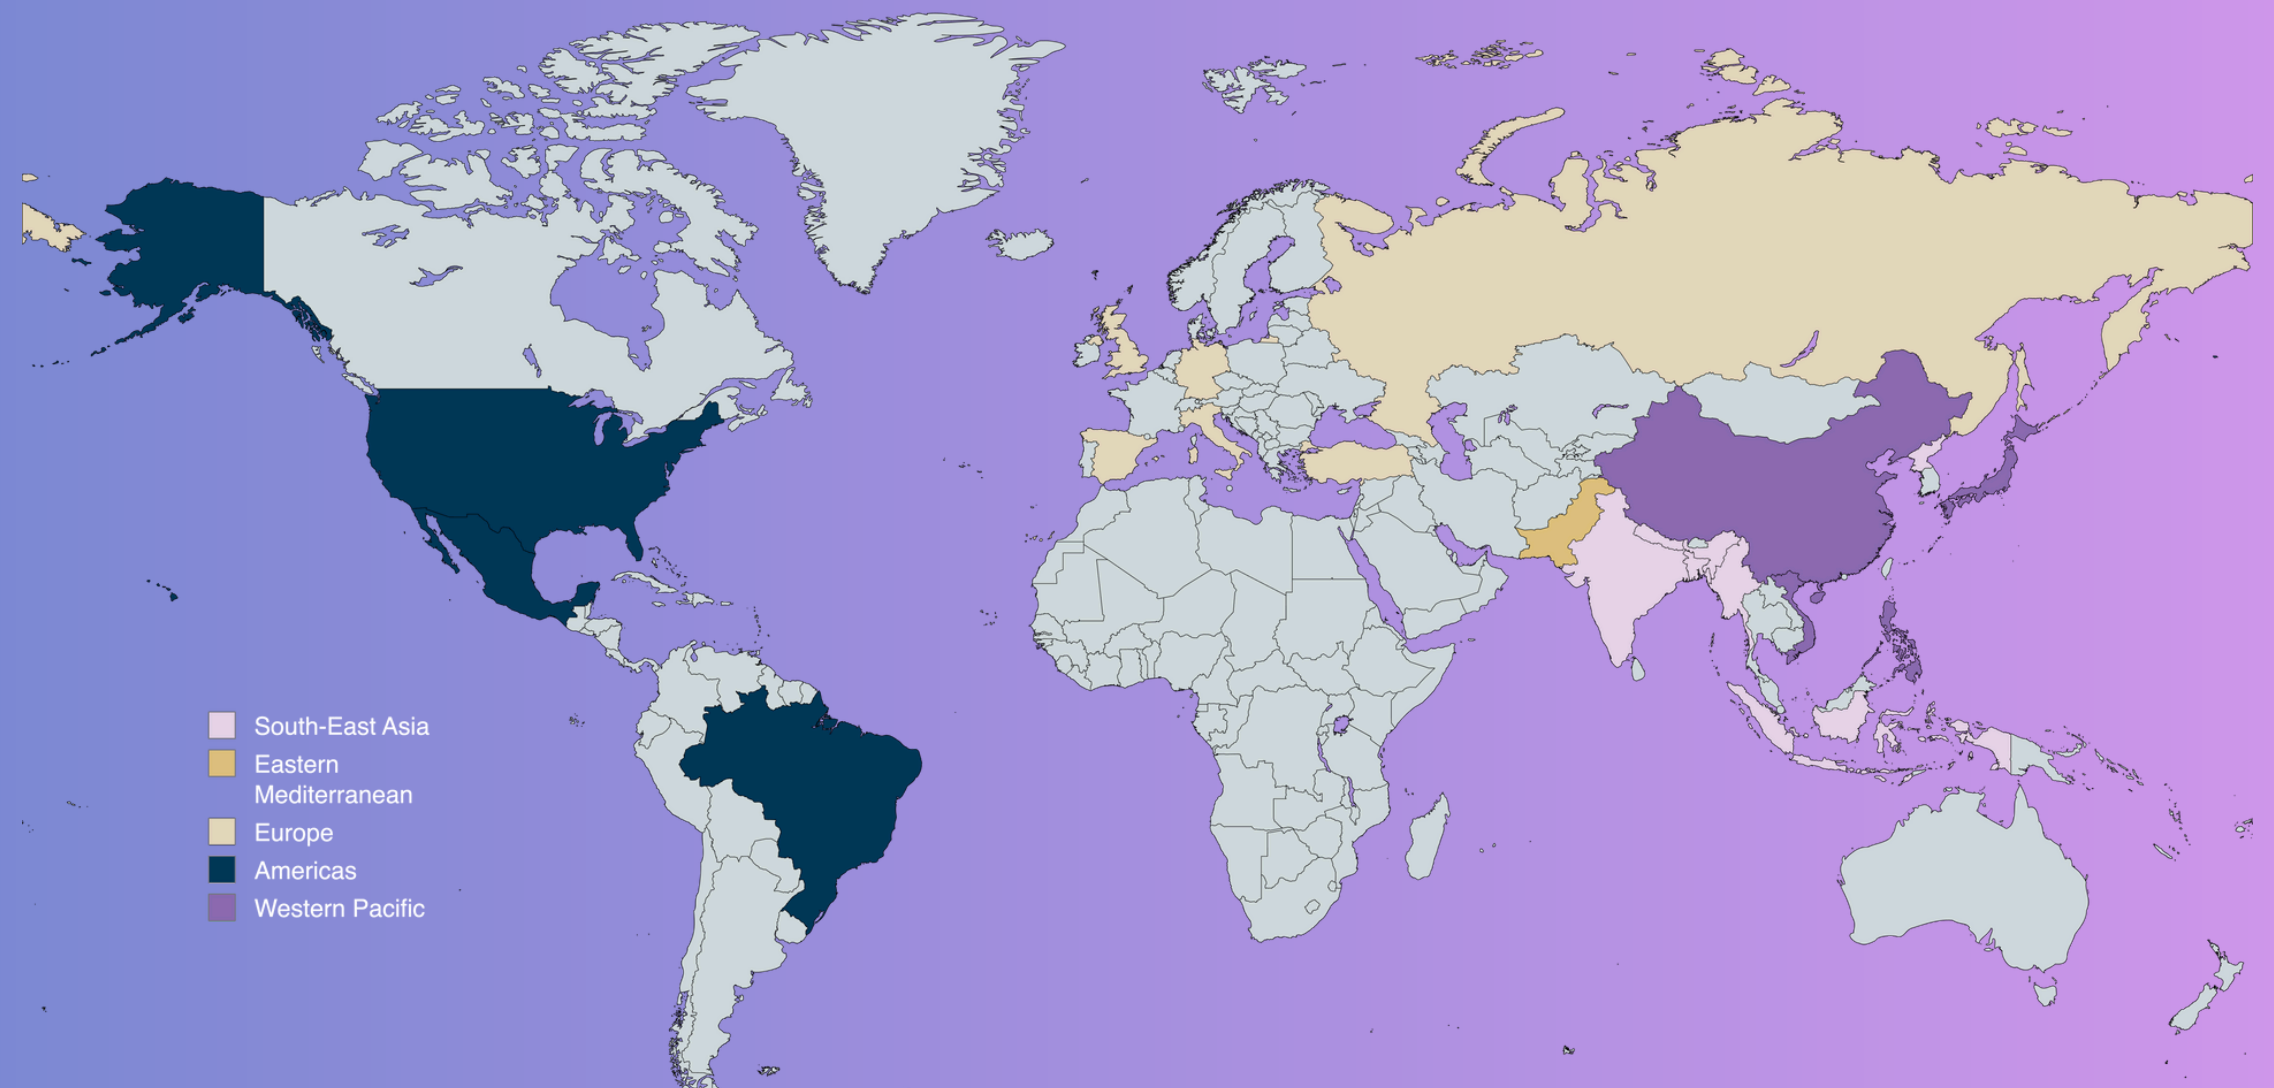 South-East Asia
Eastern
Mediterranean
Europe
Americas
Western Pacific